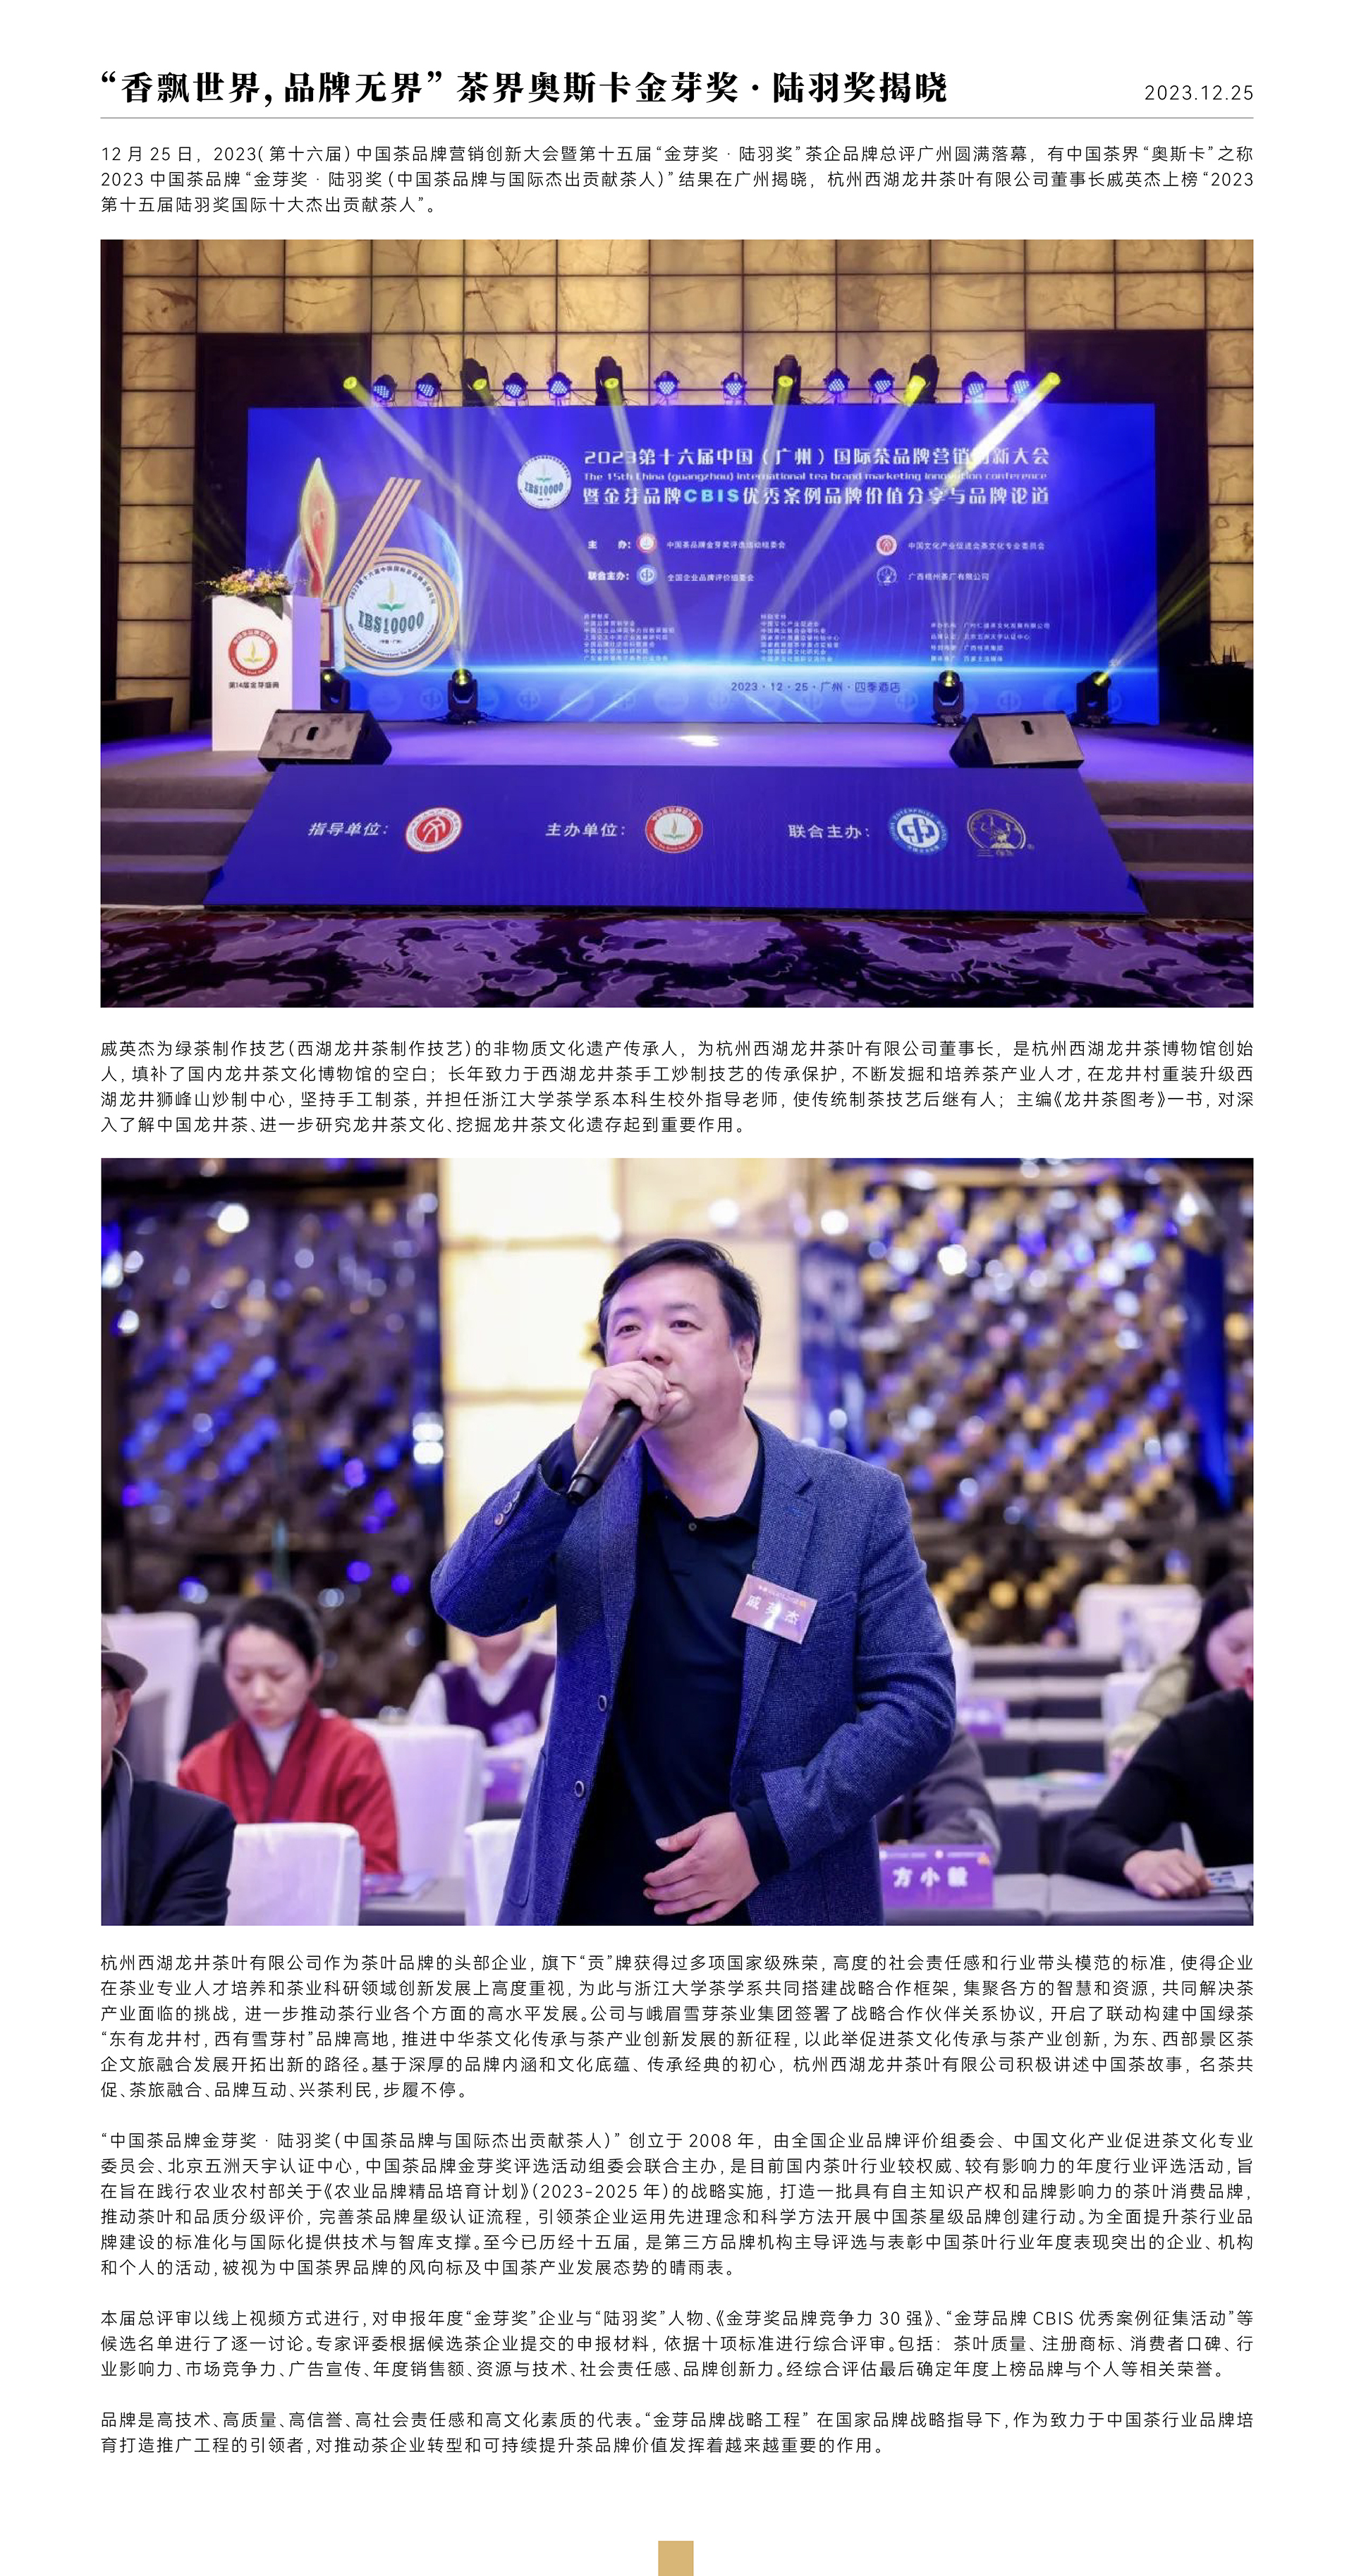 “香飘世界，品牌无界” 茶界奥斯卡金芽奖 · 陆羽奖揭晓
2023.12.25
12 月 25 日，2023( 第十六届) 中国茶品牌营销创新大会暨第十五届“金芽奖 · 陆羽奖”茶企品牌总评广州圆满落幕，有中国茶界“奥斯卡”之称
2023 中国茶品牌“金芽奖 · 陆羽奖（中国茶品牌与国际杰出贡献茶人）”结果在广州揭晓，杭州西湖龙井茶叶有限公司董事长戚英杰上榜“2023
第十五届陆羽奖国际十大杰出贡献茶人”。
2023第十六届中国（广州）国际茶品牌营销创新大会
The 15th China (guangzhou) international tea brand marketing innovation conference
暨金芽品牌CBIS优秀案例品牌价值分享与品牌论道
IBS10000
主 办：中国茶品牌金芽奖评选活动组委会
中国文化产业促进会茶文化专业委员会
联合主办：全国企业品牌评价组委会
广西梧州茶厂有限公司
IBS10000
第14届金芽盛典
2023 · 12 · 25 · 广州 · 四季酒店
指导单位：
主办单位：
联合主办：
戚英杰为绿茶制作技艺（西湖龙井茶制作技艺）的非物质文化遗产传承人，为杭州西湖龙井茶叶有限公司董事长，是杭州西湖龙井茶博物馆创始
人，填补了国内龙井茶文化博物馆的空白；长年致力于西湖龙井茶手工炒制技艺的传承保护，不断发掘和培养茶产业人才，在龙井村重装升级西
湖龙井狮峰山炒制中心，坚持手工制茶，并担任浙江大学茶学系本科生校外指导老师，使传统制茶技艺后继有人；主编《龙井茶图考》一书，对深
入了解中国龙井茶、进一步研究龙井茶文化、挖掘龙井茶文化遗存起到重要作用。
戚英杰
方小毅
杭州西湖龙井茶叶有限公司作为茶叶品牌的头部企业，旗下“贡”牌获得过多项国家级殊荣，高度的社会责任感和行业带头模范的标准，使得企业
在茶业专业人才培养和茶业科研领域创新发展上高度重视，为此与浙江大学茶学系共同搭建战略合作框架，集聚各方的智慧和资源，共同解决茶
产业面临的挑战，进一步推动茶行业各个方面的高水平发展。公司与峨眉雪芽茶业集团签署了战略合作伙伴关系协议，开启了联动构建中国绿茶
“东有龙井村，西有雪芽村”品牌高地，推进中华茶文化传承与茶产业创新发展的新征程，以此举促进茶文化传承与茶产业创新，为东、西部景区茶
企文旅融合发展开拓出新的路径。基于深厚的品牌内涵和文化底蕴、传承经典的初心，杭州西湖龙井茶叶有限公司积极讲述中国茶故事，名茶共
促、茶旅融合、品牌互动、兴茶利民，步履不停。
“中国茶品牌金芽奖 · 陆羽奖（中国茶品牌与国际杰出贡献茶人）” 创立于 2008 年，由全国企业品牌评价组委会、中国文化产业促进茶文化专业
委员会、北京五洲天宇认证中心，中国茶品牌金芽奖评选活动组委会联合主办，是目前国内茶叶行业较权威、较有影响力的年度行业评选活动，旨
在旨在践行农业农村部关于《农业品牌精品培育计划》（2023-2025 年）的战略实施，打造一批具有自主知识产权和品牌影响力的茶叶消费品牌，
推动茶叶和品质分级评价，完善茶品牌星级认证流程，引领茶企业运用先进理念和科学方法开展中国茶星级品牌创建行动。为全面提升茶行业品
牌建设的标准化与国际化提供技术与智库支撑。至今已历经十五届，是第三方品牌机构主导评选与表彰中国茶叶行业年度表现突出的企业、机构
和个人的活动，被视为中国茶界品牌的风向标及中国茶产业发展态势的晴雨表。
本届总评审以线上视频方式进行，对申报年度“金芽奖”企业与“陆羽奖”人物、《金芽奖品牌竞争力 30 强》、“金芽品牌 CBIS 优秀案例征集活动”等
候选名单进行了逐一讨论。专家评委根据候选茶企业提交的申报材料，依据十项标准进行综合评审。包括：茶叶质量、注册商标、消费者口碑、行
业影响力、市场竞争力、广告宣传、年度销售额、资源与技术、社会责任感、品牌创新力。经综合评估最后确定年度上榜品牌与个人等相关荣誉。
品牌是高技术、高质量、高信誉、高社会责任感和高文化素质的代表。“金芽品牌战略工程” 在国家品牌战略指导下，作为致力于中国茶行业品牌培
育打造推广工程的引领者，对推动茶企业转型和可持续提升茶品牌价值发挥着越来越重要的作用。